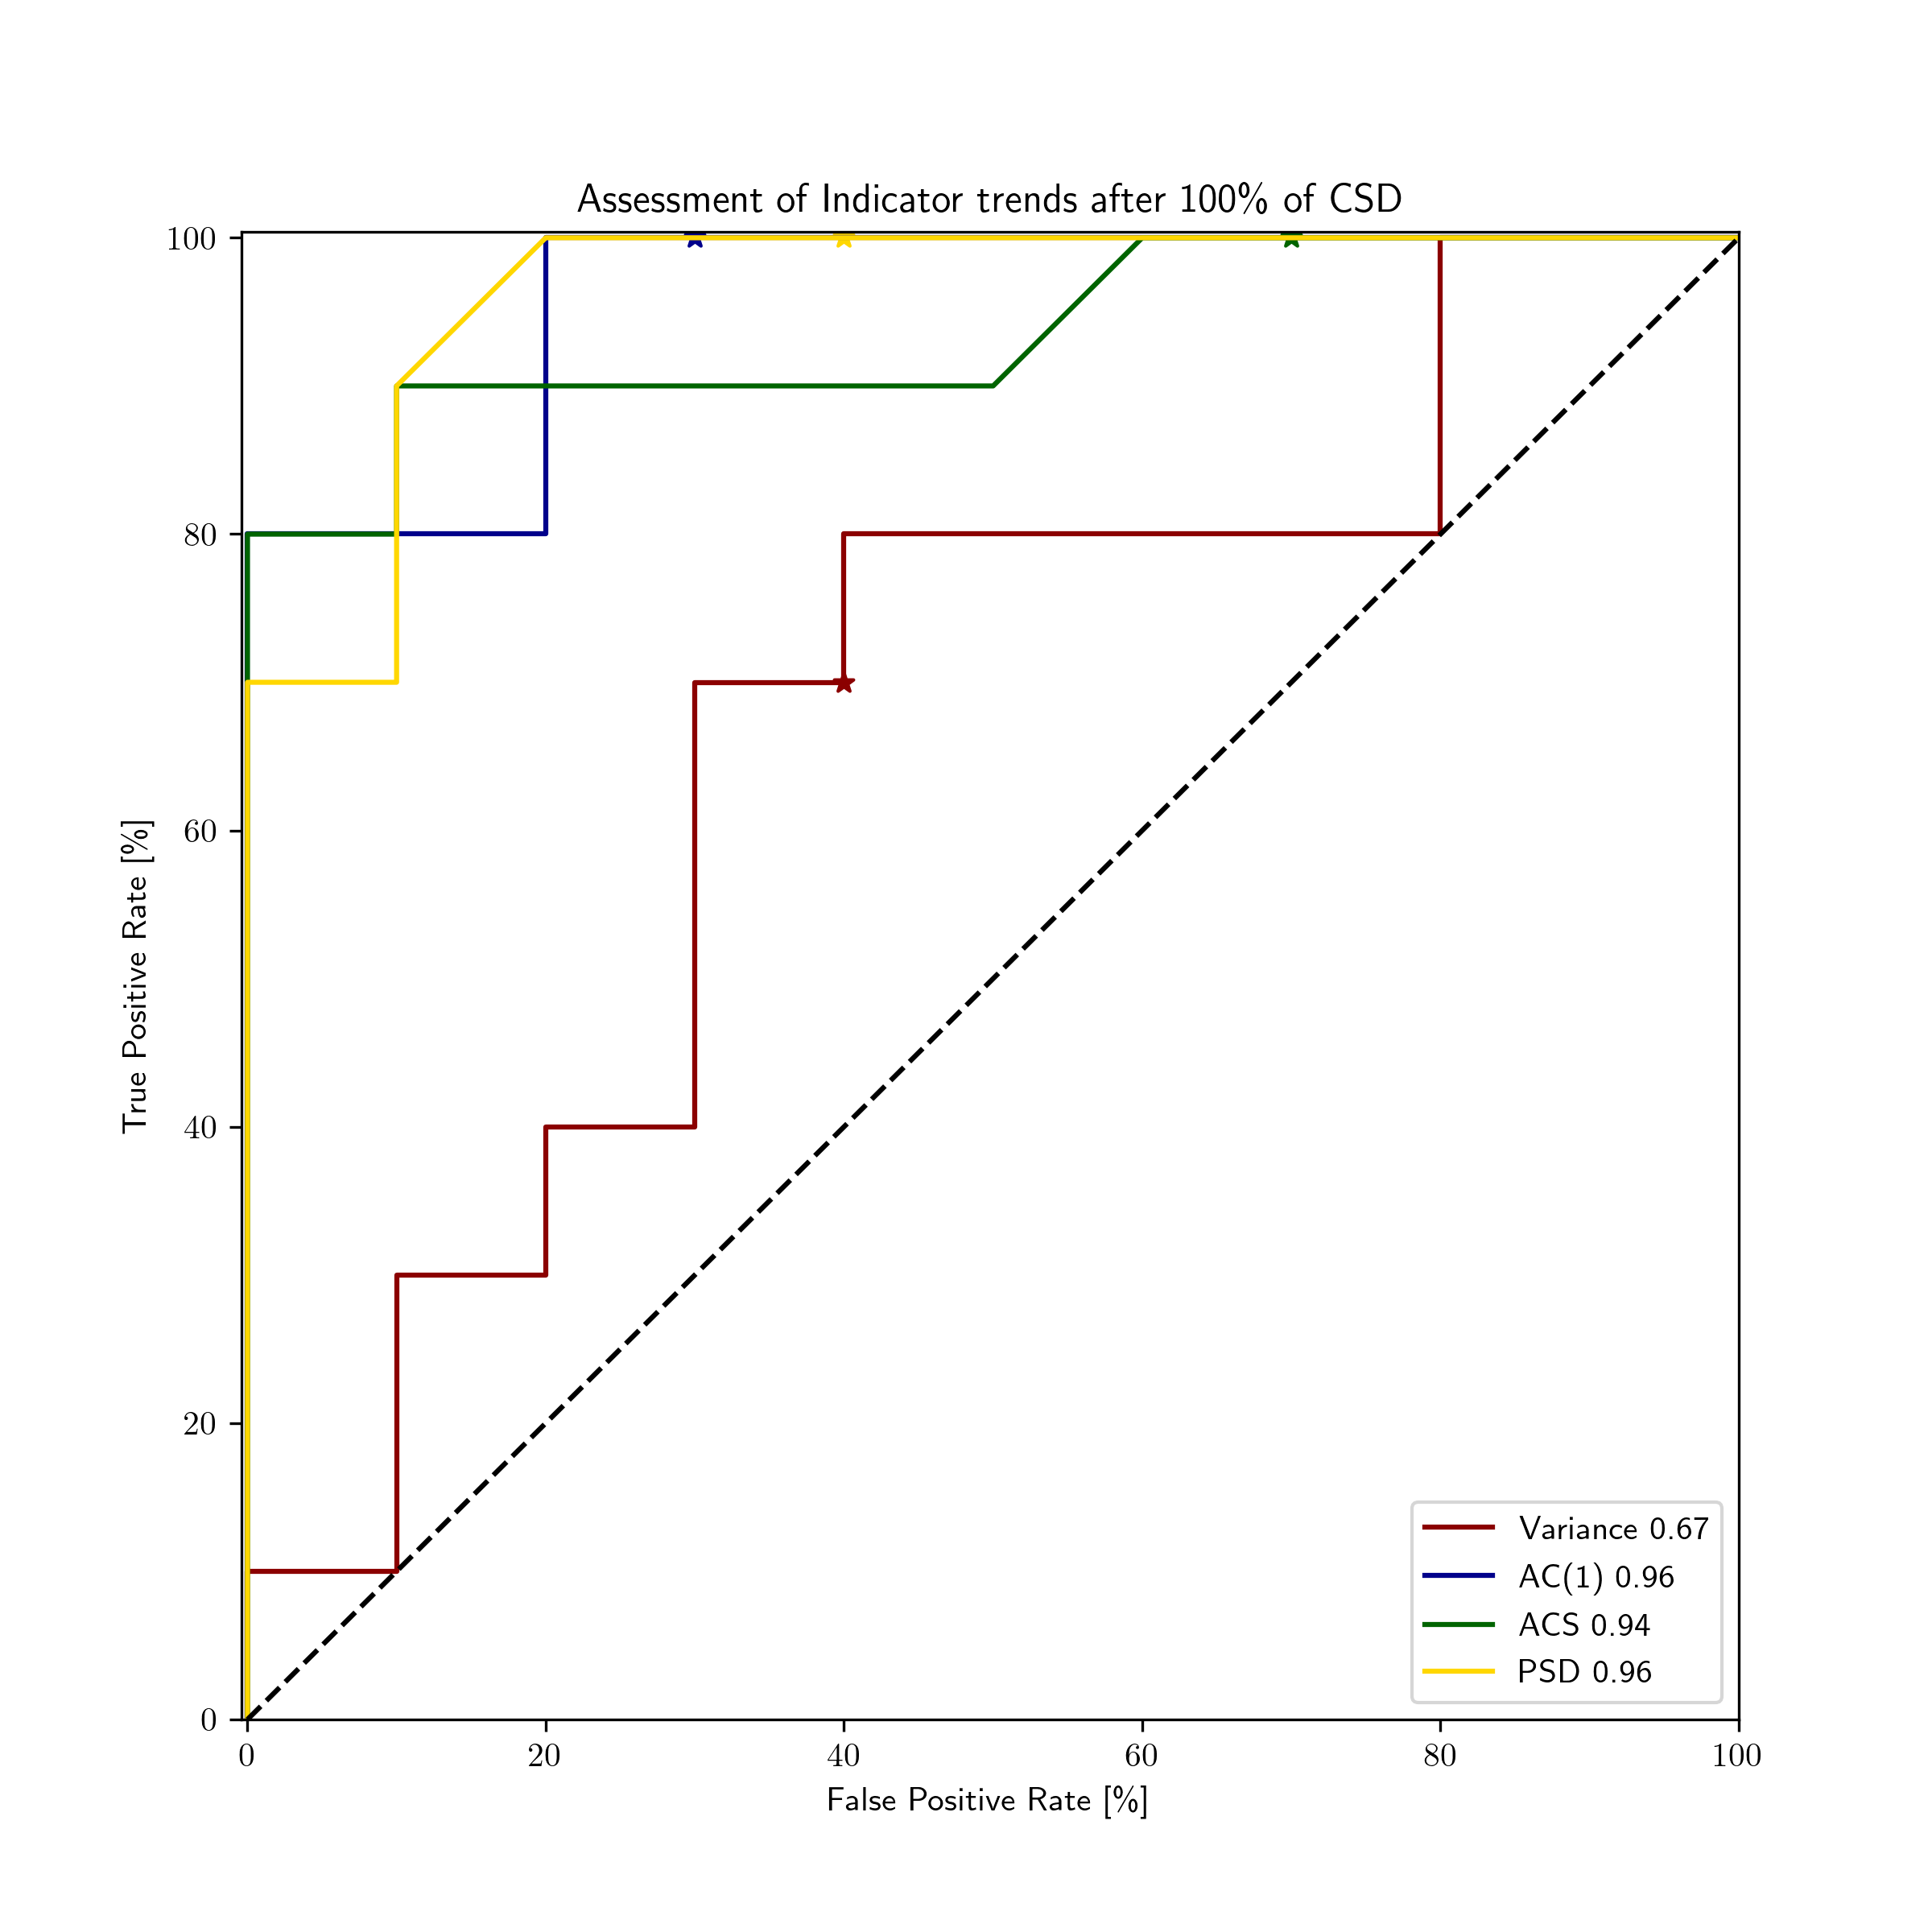 Assessment of Indicator trends after 100% of CSD
True Positive Rate [%]
100
80
60
40
20
0
0 20 40 60 80 100
False Positive Rate [%]
Variance 0.67
AC(1) 0.96
ACS 0.94
PSD 0.96